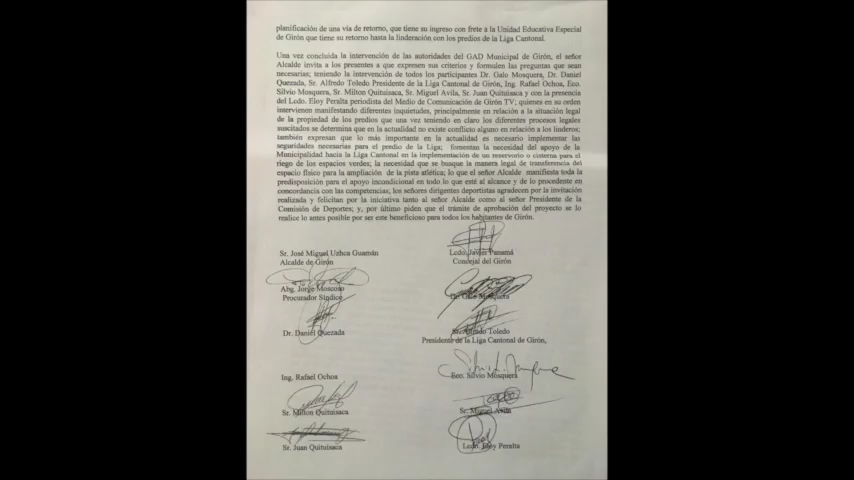 planificación de una vía de retorno, que tiene su ingreso con frete a la Unidad Educativa Especial
de Girón que tiene su retorno hasta la linderación con los predios de la Liga Cantonal.
Una vez concluida la intervención de las autoridades del GAD Municipal de Girón, el señor
Alcalde invita a los presentes a que expresen sus criterios y formulen las preguntas que sean
necesarias; teniendo la intervención de todos los participantes Dr. Galo Mosquera, Dr. Daniel
Quezada, Sr. Alfredo Toledo Presidente de la Liga Cantonal de Girón, Ing. Rafael Ochoa, Eco.
Silvio Mosquera, Sr. Milton Quituisaca, Sr. Miguel Avila, Sr. Juan Quituisaca y con la presencia
del Lcdo. Eloy Peralta periodista del Medio de Comunicación de Girón TV; quienes en su orden
intervienen manifestando diferentes inquietudes, principalmente en relación a la situación legal
de la propiedad de los predios que una vez teniendo en claro los diferentes procesos legales
suscitados se determina que en la actualidad no existe conflicto alguno en relación a los linderos;
también expresan que lo más importante en la actualidad es necesario implementar las
seguridades necesarias para el predio de la Liga; fomentan la necesidad del apoyo de la
Municipalidad hacia la Liga Cantonal en la implementación de un reservorio o cisterna para el
riego de los espacios verdes; la necesidad que se busque la manera legal de transferencia del
espacio físico para la ampliación de la pista atlética; lo que el señor Alcalde manifiesta toda la
predisposición para el apoyo incondicional en todo lo que esté al alcance y de lo procedente en
concordancia con las competencias; los señores dirigentes deportistas agradecen por la invitación
realizada y felicitan por la iniciativa tanto al señor Alcalde como al señor Presidente de la
Comisión de Deportes; y, por último piden que el trámite de aprobación del proyecto se lo
realice lo antes posible por ser este beneficioso para todos los habitantes de Girón.
Sr. José Miguel Uzhca Guamán
Alcalde de Girón
Lcdo. Javier Panamá
Concejal del Girón
Abg. Jorge Moscoso
Procurador Síndico
Dr. Galo Mosquera
Dr. Daniel Quezada
Sr. Alfredo Toledo
Presidente de la Liga Cantonal de Girón,
Ing. Rafael Ochoa
Eco. Silvio Mosquera
Sr. Milton Quituisaca
Sr. Miguel Avila
Sr. Juan Quituisaca
Lcdo. Eloy Peralta